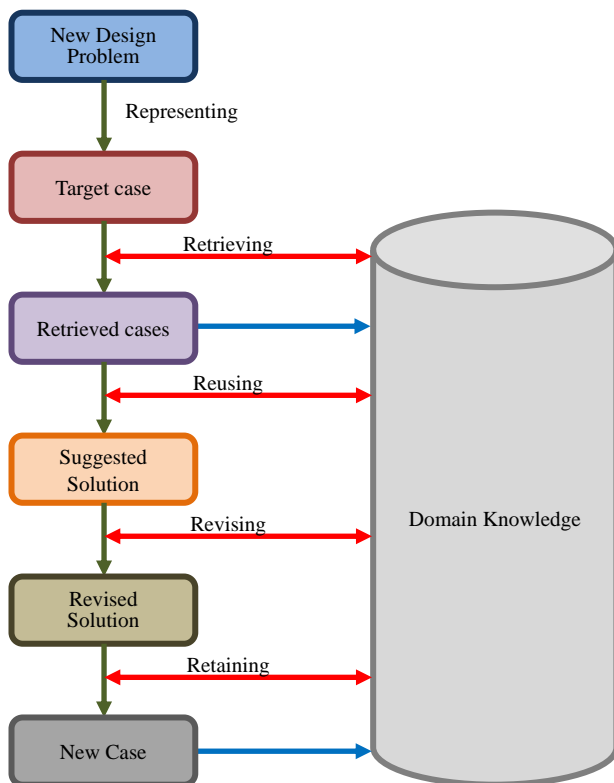 New Design
Problem
Representing
Target case
Retrieving
Retrieved cases
Reusing
Suggested
Solution
Revising
Domain Knowledge
Revised
Solution
Retaining
New Case